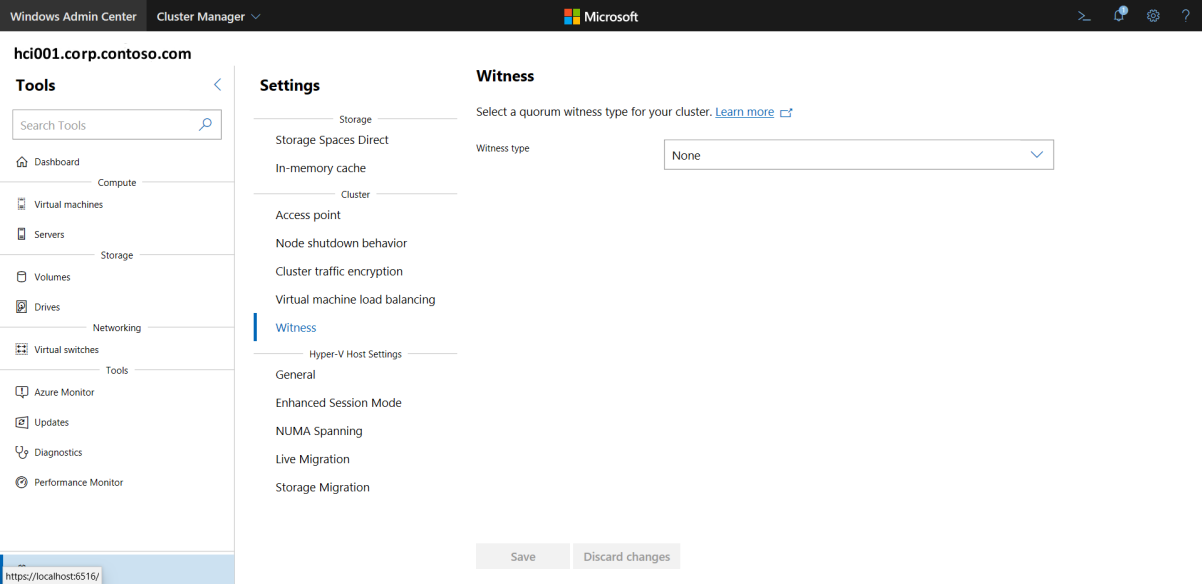 Windows Admin Center
Cluster Manager
Microsoft
1
hci001.corp.contoso.com
Tools
Search Tools
Dashboard
Compute
Virtual machines
Servers
Storage
Volumes
Drives
Networking
Virtual switches
Tools
Azure Monitor
Updates
Diagnostics
Performance Monitor
https://localhost:6516/
Settings
Storage
Storage Spaces Direct
In-memory cache
Cluster
Access point
Node shutdown behavior
Cluster traffic encryption
Virtual machine load balancing
Witness
Hyper-V Host Settings
General
Enhanced Session Mode
NUMA Spanning
Live Migration
Storage Migration
Witness
Select a quorum witness type for your cluster. Learn more
Witness type
None
Save
Discard changes